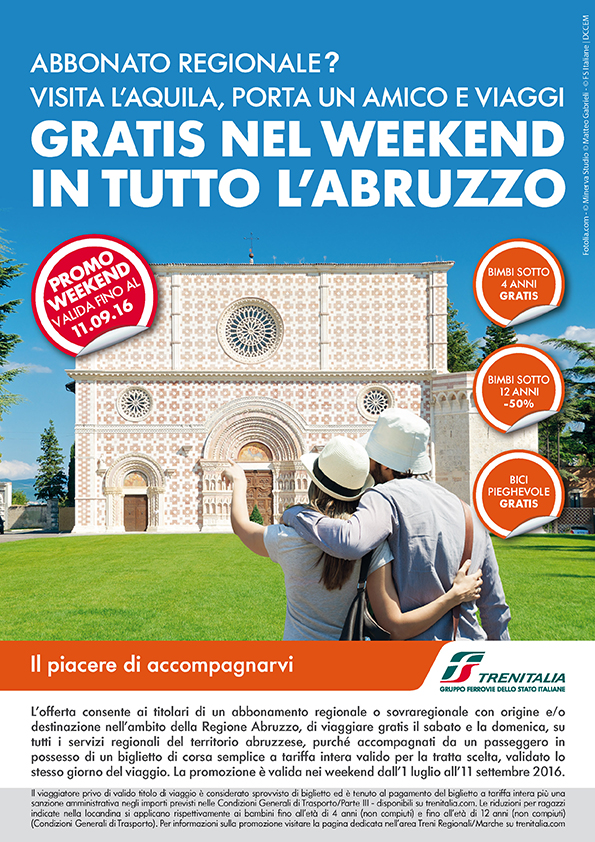 ABBONATO REGIONALE?
VISITA L'AQUILA, PORTA UN AMICO E VIAGGI
GRATIS NEL WEEKEND
IN TUTTO L'ABRUZZO
Fotolia.com - © Minerva Studio © Matteo Gabrieli - © FS Italiane | DCCEM
PROMO
WEEKEND
VALIDA FINO AL
11.09.16
BIMBI SOTTO
4 ANNI
GRATIS
BIMBI SOTTO
12 ANNI
-50%
BICI
PIEGHEVOLE
GRATIS
Il piacere di accompagnarvi
TRENITALIA
GRUPPO FERROVIE DELLO STATO ITALIANE
L'offerta consente ai titolari di un abbonamento regionale o sovraregionale con origine e/o
destinazione nell'ambito della Regione Abruzzo, di viaggiare gratis il sabato e la domenica, su
tutti i servizi regionali del territorio abruzzese, purché accompagnati da un passeggero in
possesso di un biglietto di corsa semplice a tariffa intera valido per la tratta scelta, validato lo
stesso giorno del viaggio. La promozione è valida nei weekend dall'1 luglio all'11 settembre 2016.
Il viaggiatore privo di valido titolo di viaggio è considerato sprovvisto di biglietto ed è tenuto al pagamento del biglietto a tariffa intera più una
sanzione amministrativa negli importi previsti nelle Condizioni Generali di Trasporto/Parte III - disponibili su trenitalia.com. Le riduzioni per ragazzi
indicate nella locandina si applicano rispettivamente ai bambini fino all'età di 4 anni (non compiuti) e fino all'età di 12 anni (non compiuti)
(Condizioni Generali di Trasporto). Per informazioni sulla promozione visitare la pagina dedicata nell'area Treni Regionali/Marche su trenitalia.com